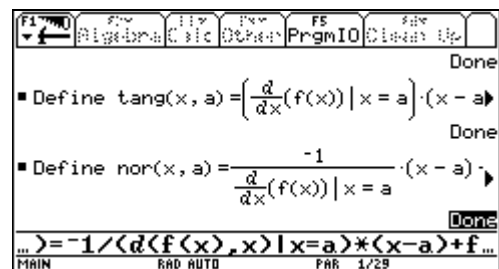 F1 F5
Algebra Calc Other PrgmIO Clean Up
Done
▪Define tang(x, a)=(d/dx(f(x))|x = a)·(x − a▶
Done
▪Define nor(x, a)=-1/(d/dx(f(x))|x = a)·(x − a) -▶
Done
…)=-1/(d(f(x),x)|x=a)*(x-a)+f…
MAIN RAD AUTO PAR 1/29